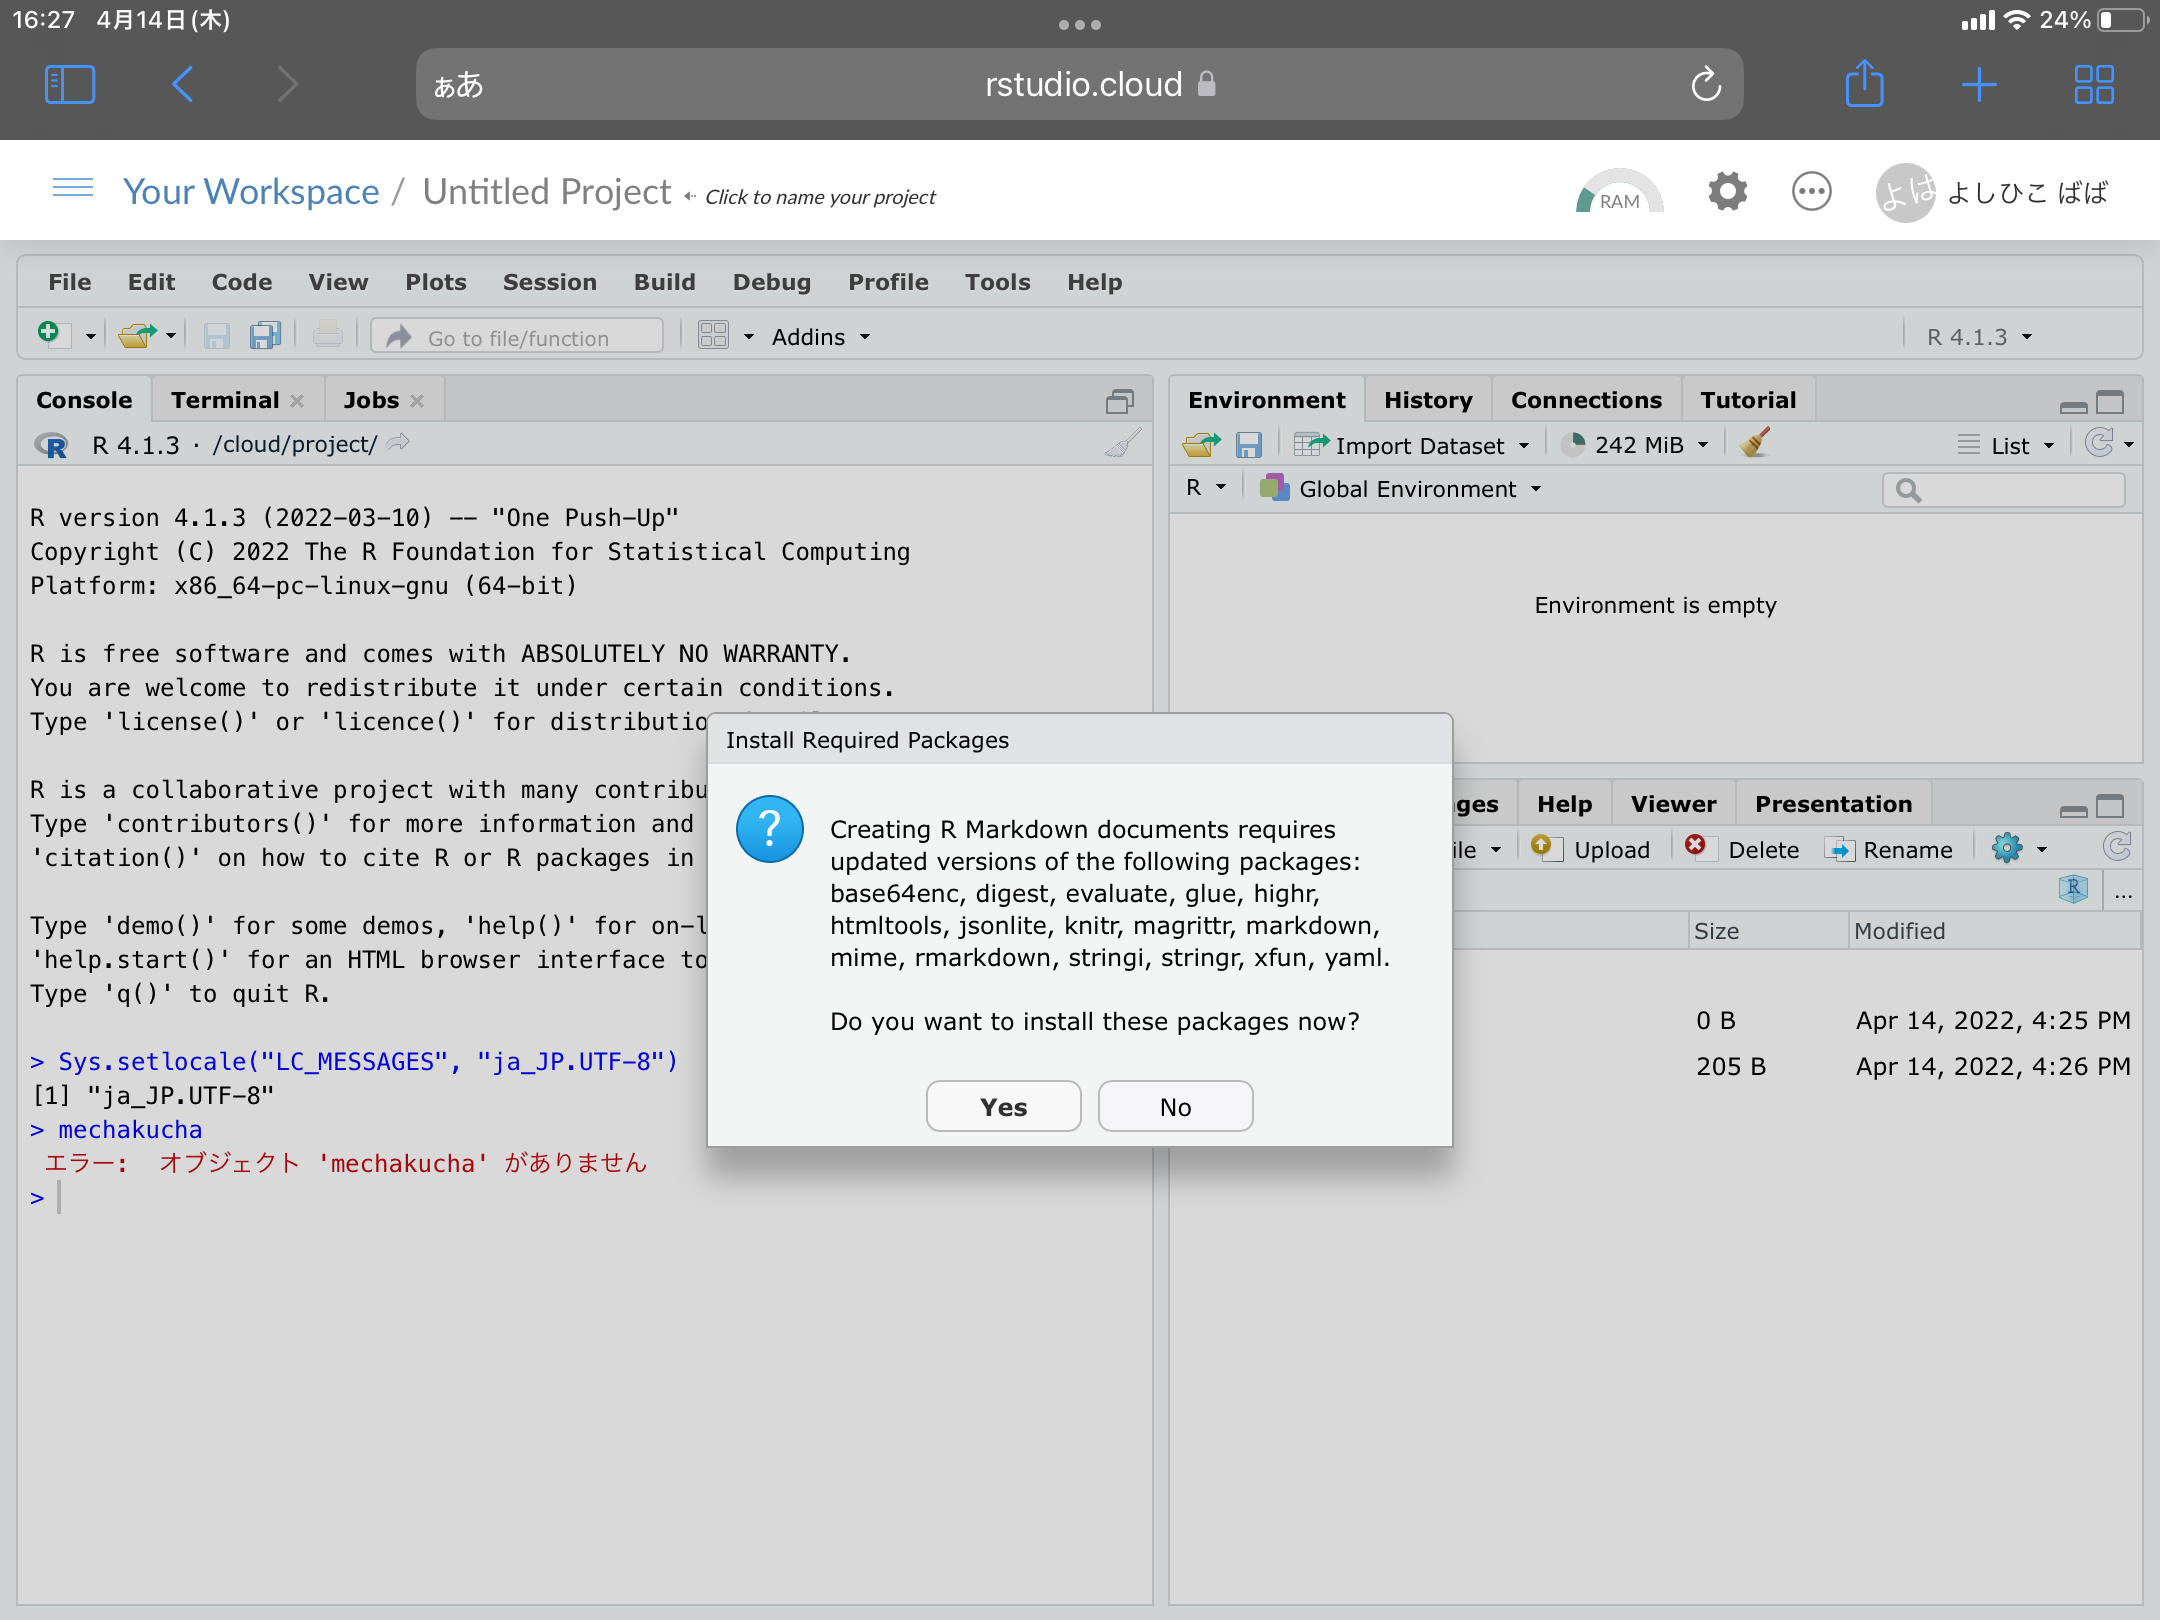 16:27 4月14日(木)
24%
ぁあ rstudio.cloud
Your Workspace / Untitled Project Click to name your project
RAM
よは よしひこ ばば
File Edit Code View Plots Session Build Debug Profile Tools Help
Go to file/function Addins R 4.1.3
Console Terminal Jobs
R 4.1.3 · /cloud/project/
R version 4.1.3 (2022-03-10) -- "One Push-Up"
Copyright (C) 2022 The R Foundation for Statistical Computing
Platform: x86_64-pc-linux-gnu (64-bit)
R is free software and comes with ABSOLUTELY NO WARRANTY.
You are welcome to redistribute it under certain conditions.
Type 'license()' or 'licence()' for distributio
R is a collaborative project with many contribu
Type 'contributors()' for more information and
'citation()' on how to cite R or R packages in
Type 'demo()' for some demos, 'help()' for on-l
'help.start()' for an HTML browser interface to
Type 'q()' to quit R.
> Sys.setlocale("LC_MESSAGES", "ja_JP.UTF-8")
[1] "ja_JP.UTF-8"
> mechakucha
エラー: オブジェクト 'mechakucha' がありません
>
Environment History Connections Tutorial
Import Dataset 242 MiB List
R Global Environment
Environment is empty
Install Required Packages
Creating R Markdown documents requires
updated versions of the following packages:
base64enc, digest, evaluate, glue, highr,
htmltools, jsonlite, knitr, magrittr, markdown,
mime, rmarkdown, stringi, stringr, xfun, yaml.
Do you want to install these packages now?
Yes No
ges Help Viewer Presentation
ile Upload Delete Rename
R ...
Size Modified
0 B Apr 14, 2022, 4:25 PM
205 B Apr 14, 2022, 4:26 PM